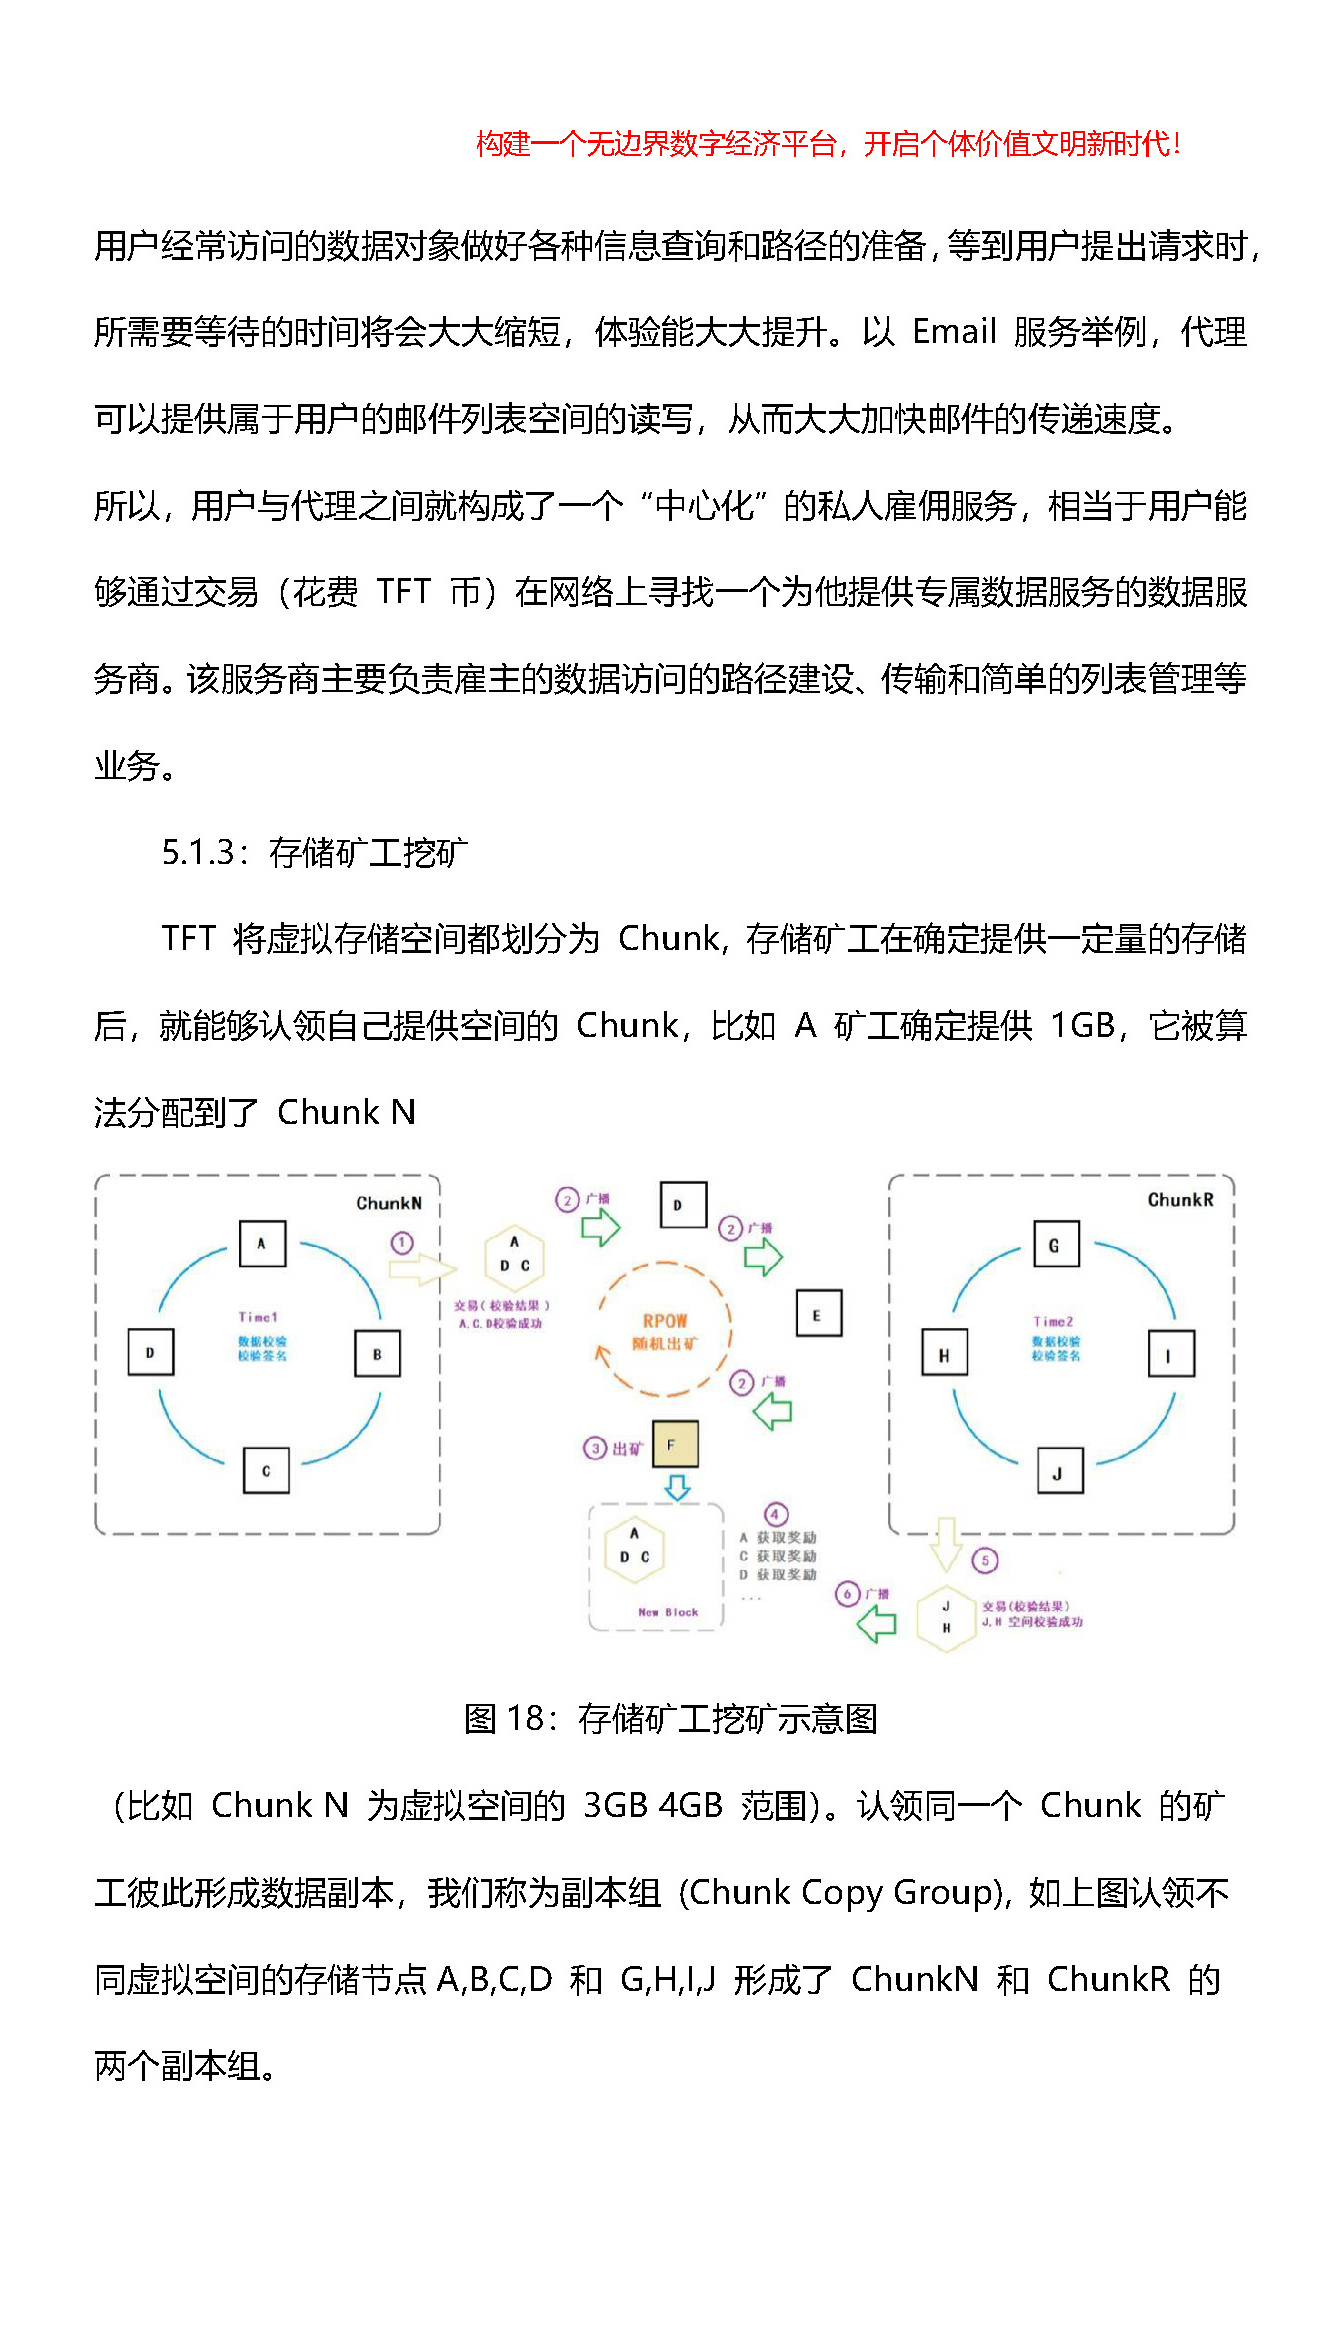 构建一个无边界数字经济平台，开启个体价值文明新时代！
用户经常访问的数据对象做好各种信息查询和路径的准备，等到用户提出请求时，
所需要等待的时间将会大大缩短，体验能大大提升。以 Email 服务举例，代理
可以提供属于用户的邮件列表空间的读写，从而大大加快邮件的传递速度。
所以，用户与代理之间就构成了一个“中心化”的私人雇佣服务，相当于用户能
够通过交易（花费 TFT 币）在网络上寻找一个为他提供专属数据服务的数据服
务商。该服务商主要负责雇主的数据访问的路径建设、传输和简单的列表管理等
业务。
5.1.3：存储矿工挖矿
TFT 将虚拟存储空间都划分为 Chunk，存储矿工在确定提供一定量的存储
后，就能够认领自己提供空间的 Chunk，比如 A 矿工确定提供 1GB，它被算
法分配到了 Chunk N
ChunkN
A
D
B
C
Time1
数据校验
校验签名
①
A
D C
交易(校验结果)
A.C.D校验成功
② 广播
D
② 广播
E
RPOW
随机出矿
② 广播
③ 出矿
F
A
D C
New Block
④
A 获取奖励
C 获取奖励
D 获取奖励
...
ChunkR
G
H
I
J
Time2
数据校验
校验签名
⑤
J
H
交易(校验结果)
J.H 空间校验成功
⑥ 广播
图 18：存储矿工挖矿示意图
（比如 Chunk N 为虚拟空间的 3GB 4GB 范围）。认领同一个 Chunk 的矿
工彼此形成数据副本，我们称为副本组 (Chunk Copy Group)，如上图认领不
同虚拟空间的存储节点 A,B,C,D 和 G,H,I,J 形成了 ChunkN 和 ChunkR 的
两个副本组。